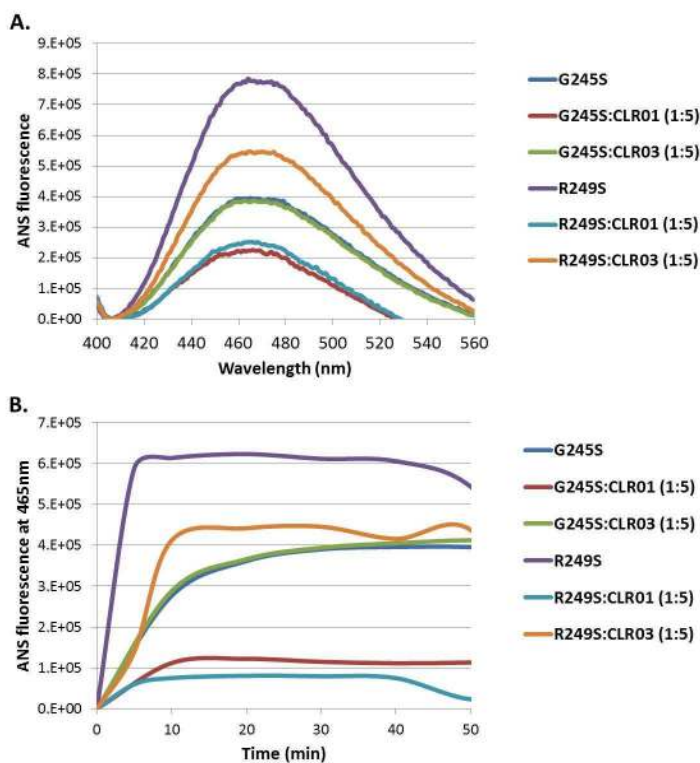 A.
9.E+05
8.E+05
7.E+05
6.E+05
5.E+05
4.E+05
3.E+05
2.E+05
1.E+05
0.E+00
ANS fluorescence
400 420 440 460 480 500 520 540 560
Wavelength (nm)
G245S
G245S:CLR01 (1:5)
G245S:CLR03 (1:5)
R249S
R249S:CLR01 (1:5)
R249S:CLR03 (1:5)
B.
7.E+05
6.E+05
5.E+05
4.E+05
3.E+05
2.E+05
1.E+05
0.E+00
ANS fluorescence at 465nm
0 10 20 30 40 50
Time (min)
G245S
G245S:CLR01 (1:5)
G245S:CLR03 (1:5)
R249S
R249S:CLR01 (1:5)
R249S:CLR03 (1:5)